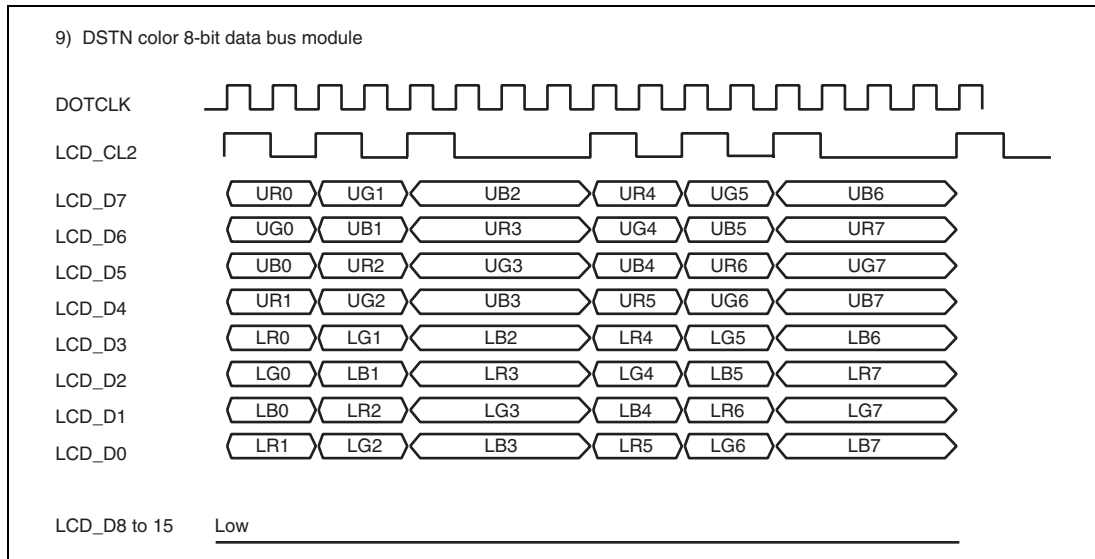 9) DSTN color 8-bit data bus module
DOTCLK
LCD_CL2
LCD_D7 UR0 UG1 UB2 UR4 UG5 UB6
LCD_D6 UG0 UB1 UR3 UG4 UB5 UR7
LCD_D5 UB0 UR2 UG3 UB4 UR6 UG7
LCD_D4 UR1 UG2 UB3 UR5 UG6 UB7
LCD_D3 LR0 LG1 LB2 LR4 LG5 LB6
LCD_D2 LG0 LB1 LR3 LG4 LB5 LR7
LCD_D1 LB0 LR2 LG3 LB4 LR6 LG7
LCD_D0 LR1 LG2 LB3 LR5 LG6 LB7
LCD_D8 to 15 Low